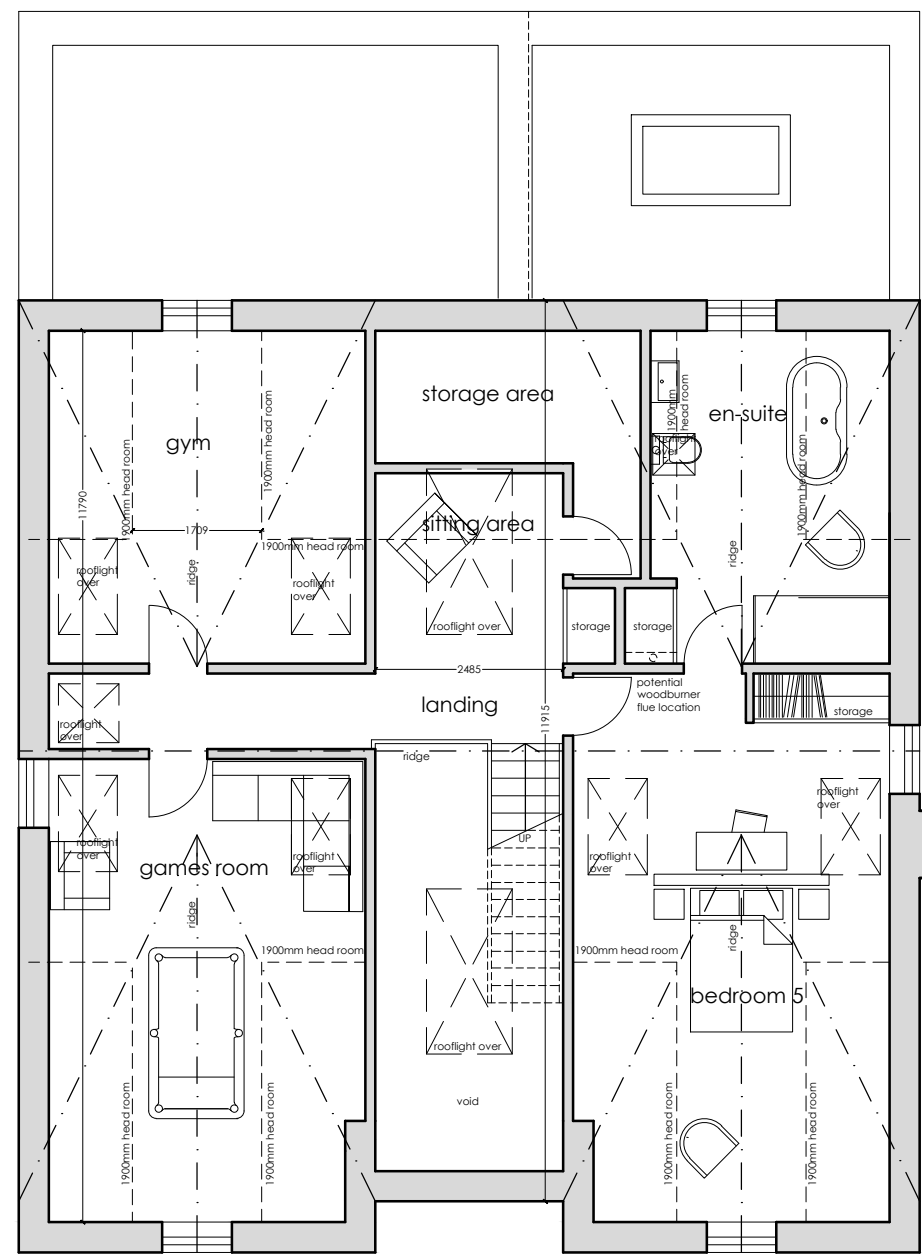 storage area
en-suite
gym
1900mm head room
1900mm head room
1900mm
head room
rooflight
over
1900mm head room
11790
1709
sitting area
1900mm head room
ridge
ridge
rooflight
over
rooflight
over
rooflight over
storage
storage
2485
potential
woodburner
flue location
landing
11915
storage
rooflight
over
ridge
UP
rooflight
over
rooflight
over
rooflight
over
rooflight
over
games room
ridge
ridge
1900mm head room
1900mm head room
bedroom 5
rooflight over
void
1900mm head room
1900mm head room
1900mm head room
1900mm head room